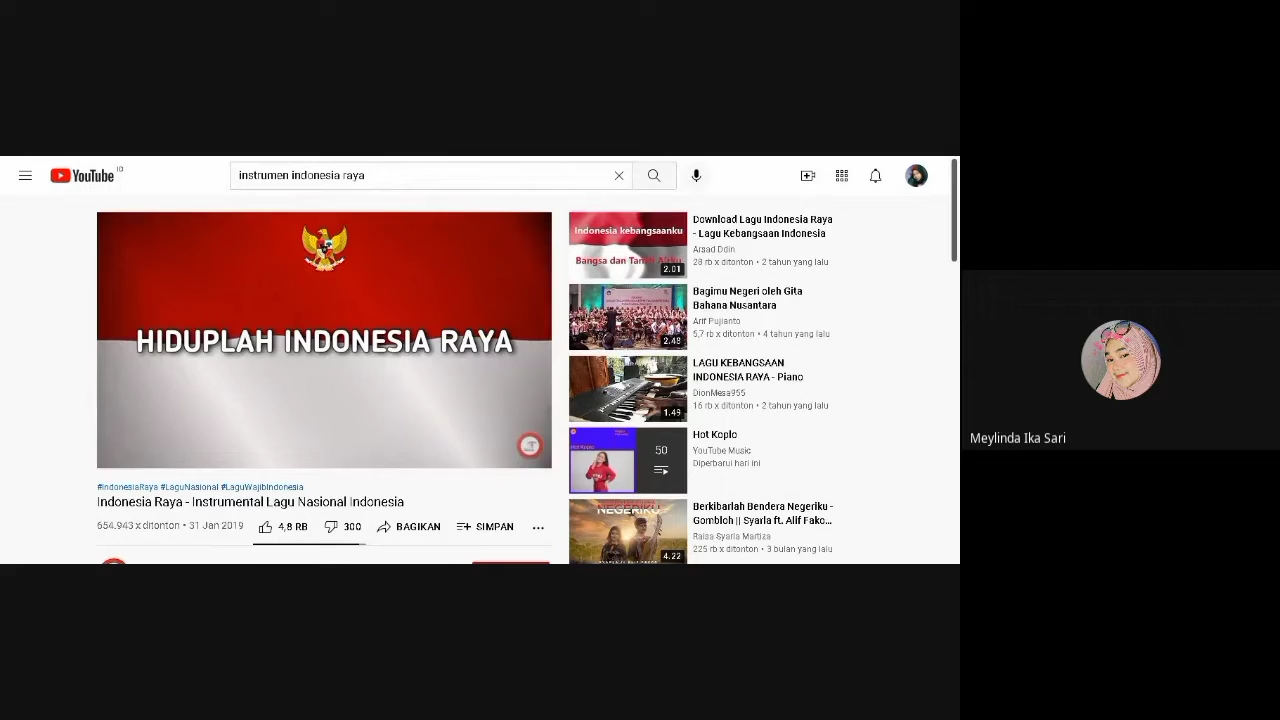 YouTube ID
instrumen indonesia raya
HIDUPLAH INDONESIA RAYA
#IndonesiaRaya #LaguNasional #LaguWajibIndonesia
Indonesia Raya - Instrumental Lagu Nasional Indonesia
654.943 x ditonton • 31 Jan 2019
4,8 RB
300
BAGIKAN
SIMPAN
Indonesia kebangsaanku
Bangsa dan Tanah Airku
2.01
Download Lagu Indonesia Raya
- Lagu Kebangsaan Indonesia
Arsad Ddin
28 rb x ditonton • 2 tahun yang lalu
2.48
Bagimu Negeri oleh Gita
Bahana Nusantara
Arif Pujianto
5,7 rb x ditonton • 4 tahun yang lalu
1.49
LAGU KEBANGSAAN
INDONESIA RAYA - Piano
DionMesa955
16 rb x ditonton • 2 tahun yang lalu
Hot Koplo
50
Hot Koplo
YouTube Music
Diperbarui hari ini
NEGERIKU
4.22
Berkibarlah Bendera Negeriku -
Gombloh || Syarla ft. Alif Fako...
Raisa Syarla Martiza
225 rb x ditonton • 3 bulan yang lalu
Meylinda Ika Sari